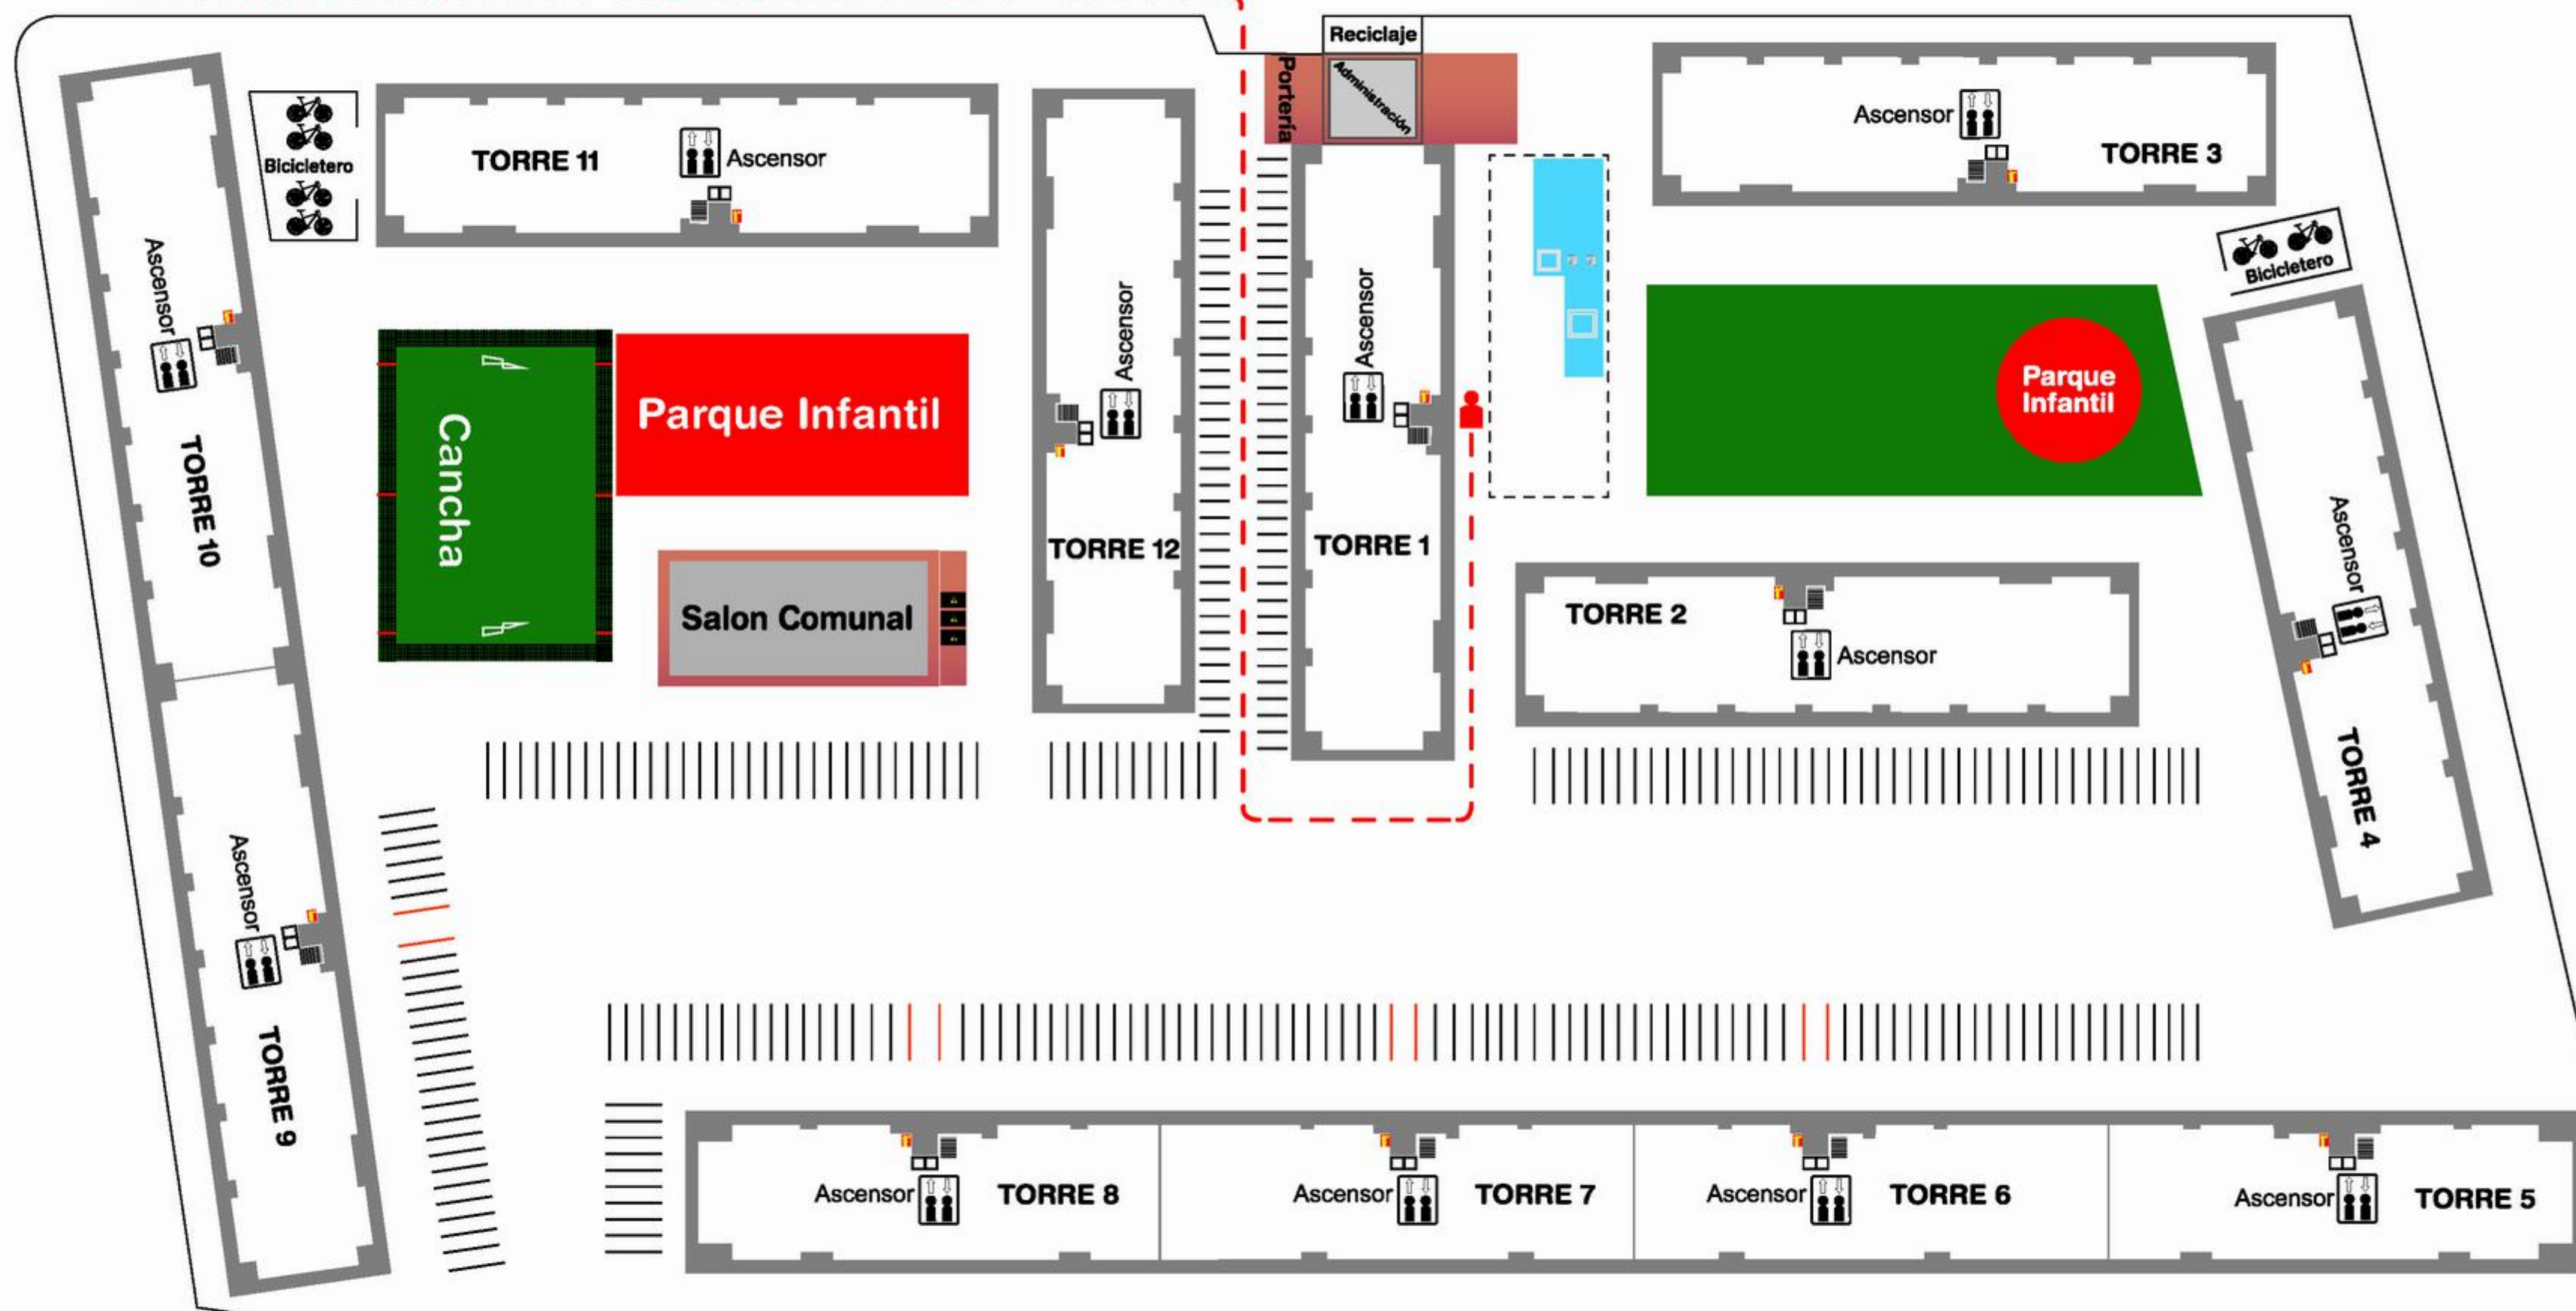 Reciclaje
Portería
Administración
Ascensor
TORRE 3
Bicicletero
TORRE 11
Ascensor
Ascensor
TORRE 10
Cancha
Parque Infantil
Salon Comunal
Ascensor
TORRE 12
Ascensor
TORRE 1
Parque
Infantil
Bicicletero
TORRE 2
Ascensor
Ascensor
TORRE 4
Ascensor
TORRE 9
Ascensor
TORRE 8
Ascensor
TORRE 7
Ascensor
TORRE 6
Ascensor
TORRE 5